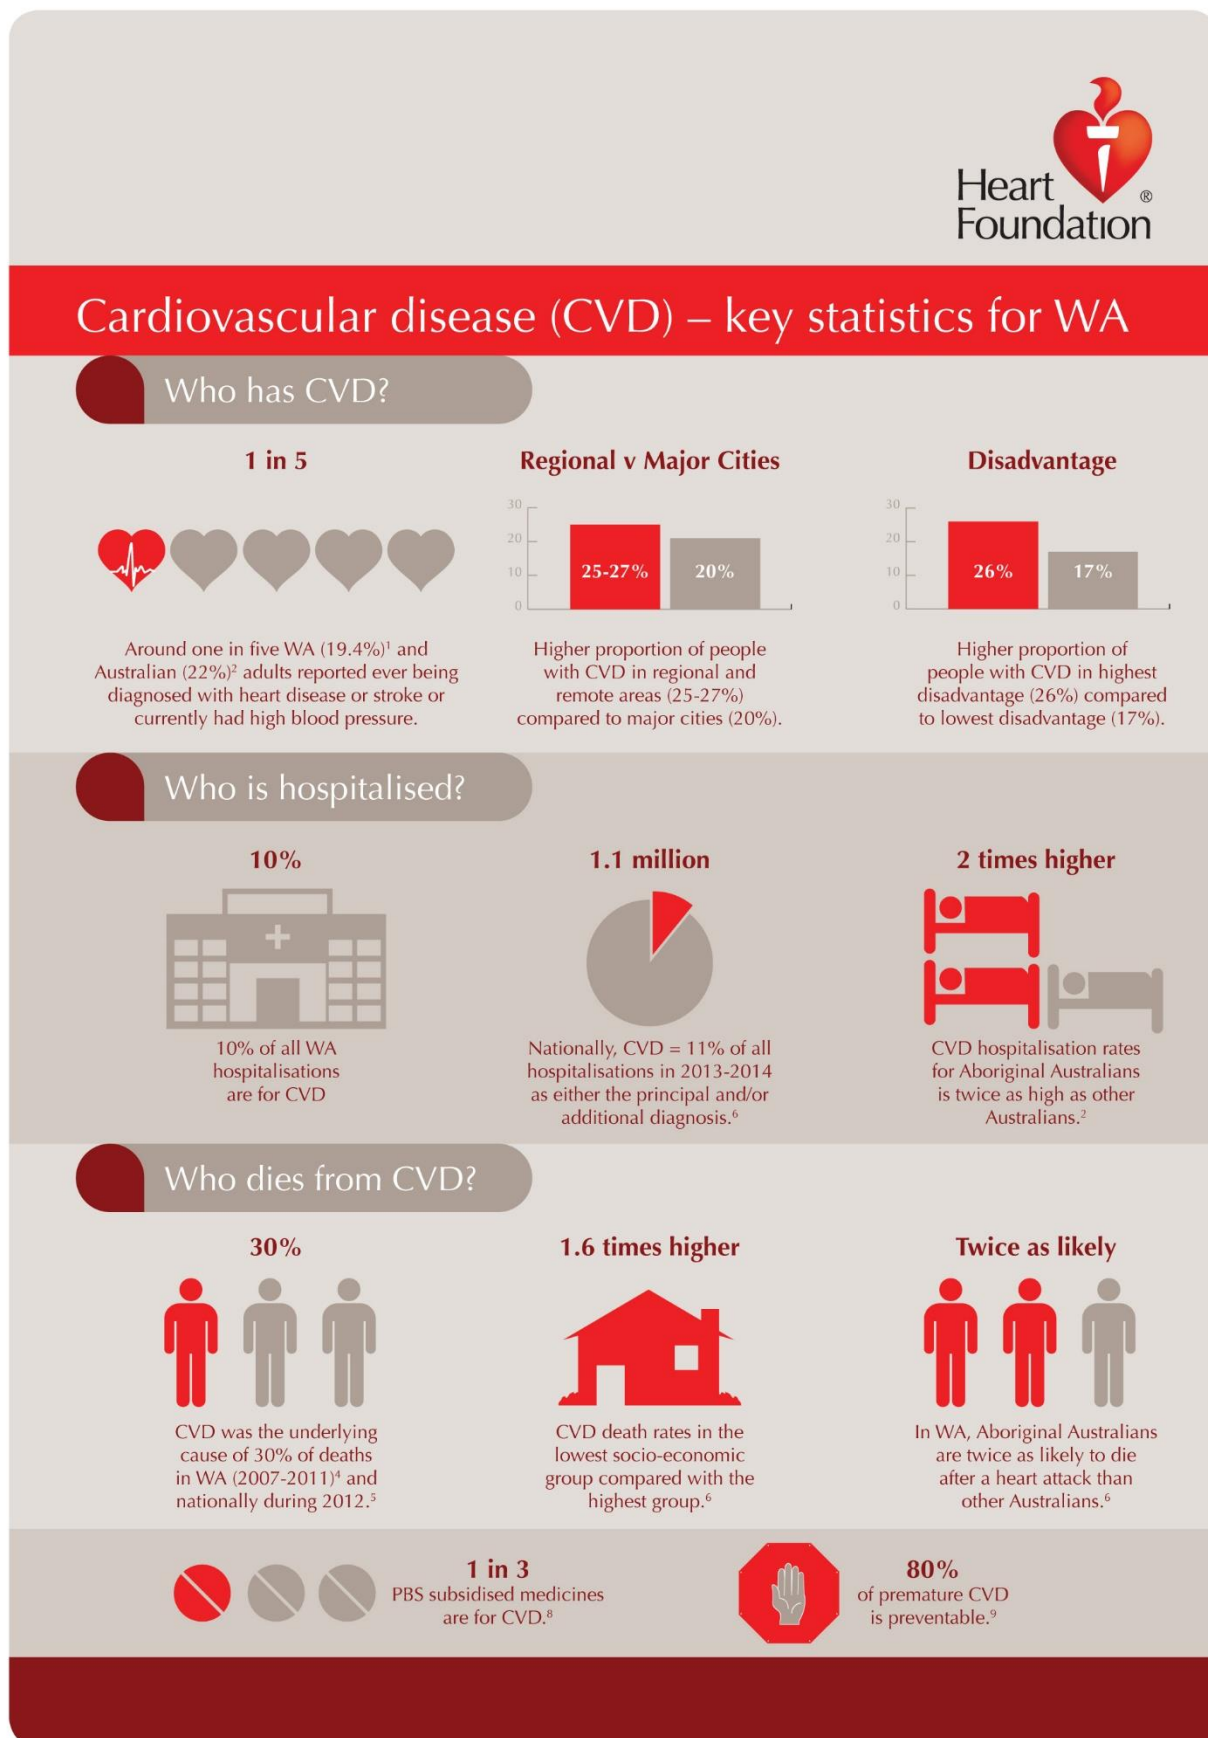 Heart
Foundation®
Cardiovascular disease (CVD) – key statistics for WA
Who has CVD?
1 in 5
Around one in five WA (19.4%)¹ and
Australian (22%)² adults reported ever being
diagnosed with heart disease or stroke or
currently had high blood pressure.
Regional v Major Cities
30
20
10
0
25-27%
20%
Higher proportion of people
with CVD in regional and
remote areas (25-27%)
compared to major cities (20%).
Disadvantage
30
20
10
0
26%
17%
Higher proportion of
people with CVD in highest
disadvantage (26%) compared
to lowest disadvantage (17%).
Who is hospitalised?
10%
10% of all WA
hospitalisations
are for CVD
1.1 million
Nationally, CVD = 11% of all
hospitalisations in 2013-2014
as either the principal and/or
additional diagnosis.⁶
2 times higher
CVD hospitalisation rates
for Aboriginal Australians
is twice as high as other
Australians.²
Who dies from CVD?
30%
CVD was the underlying
cause of 30% of deaths
in WA (2007-2011)⁴ and
nationally during 2012.⁵
1.6 times higher
CVD death rates in the
lowest socio-economic
group compared with the
highest group.⁶
Twice as likely
In WA, Aboriginal Australians
are twice as likely to die
after a heart attack than
other Australians.⁶
1 in 3
PBS subsidised medicines
are for CVD.⁸
80%
of premature CVD
is preventable.⁹